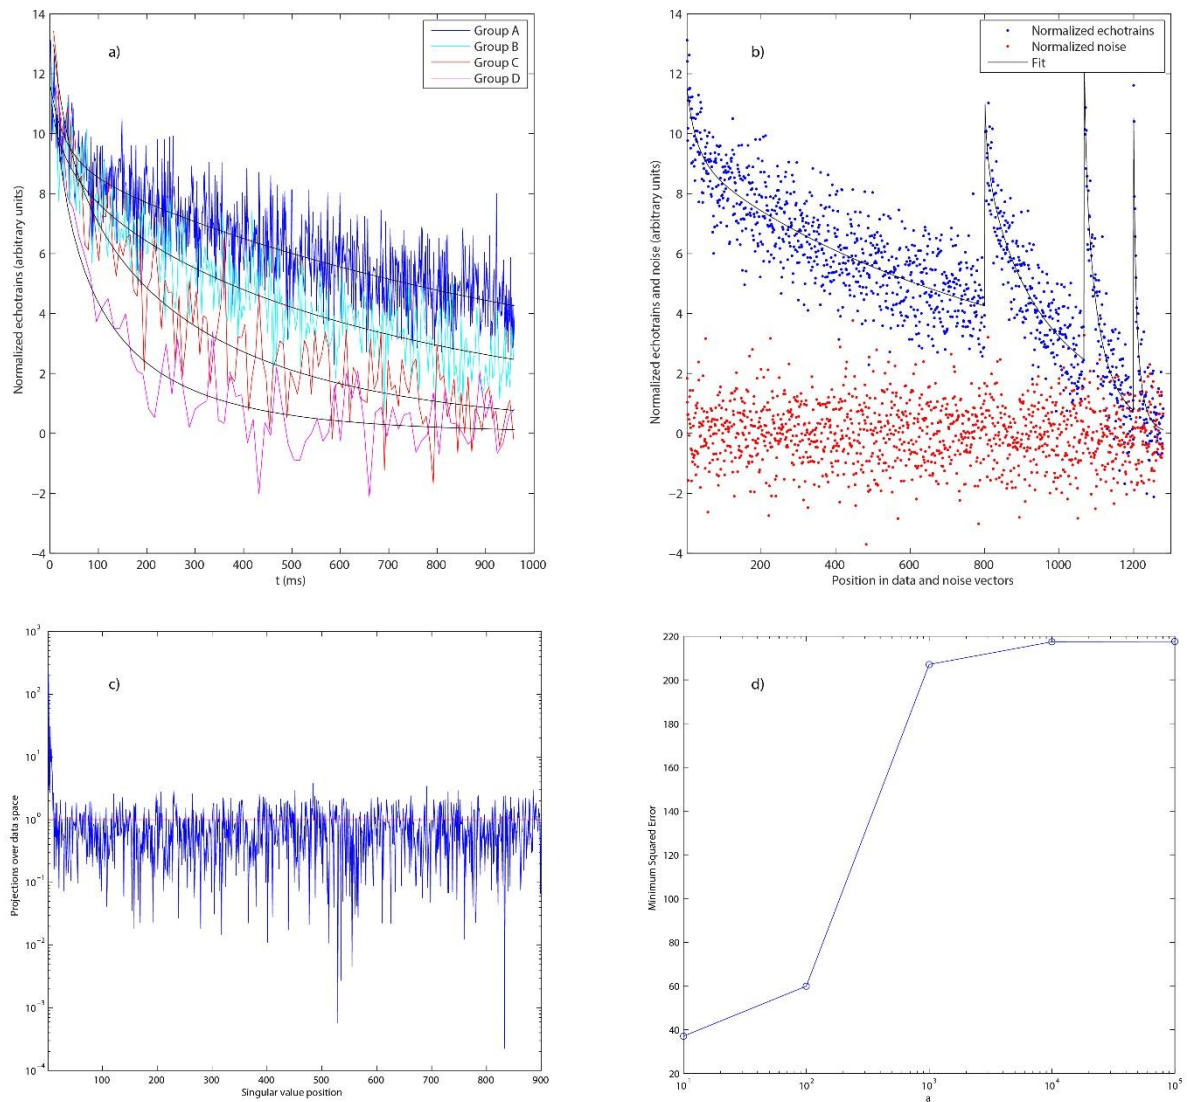 a)
Group A
Group B
Group C
Group D
Normalized echotrains (arbitrary units)
14
12
10
8
6
4
2
0
−2
−4
0 100 200 300 400 500 600 700 800 900 1000
t (ms)
b)
Normalized echotrains
Normalized noise
Fit
Normalized echotrains and noise (arbitrary units)
14
12
10
8
6
4
2
0
−2
−4
200 400 600 800 1000 1200
Position in data and noise vectors
c)
Projections over data space
10³
10²
10¹
10⁰
10⁻¹
10⁻²
10⁻³
10⁻⁴
100 200 300 400 500 600 700 800 900
Singular value position
d)
Minimum Squared Error
220
200
180
160
140
120
100
80
60
40
20
10¹ 10² 10³ 10⁴ 10⁵
a